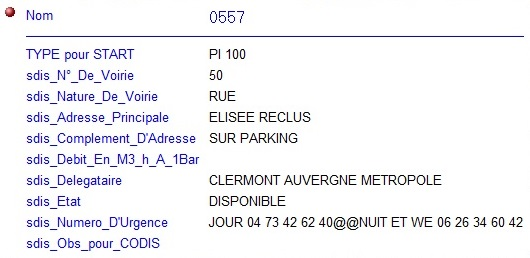 Nom 0557
TYPE pour START PI 100
sdis_N°_De_Voirie 50
sdis_Nature_De_Voirie RUE
sdis_Adresse_Principale ELISEE RECLUS
sdis_Complement_D'Adresse SUR PARKING
sdis_Debit_En_M3_h_A_1Bar
sdis_Delegataire CLERMONT AUVERGNE METROPOLE
sdis_Etat DISPONIBLE
sdis_Numero_D'Urgence JOUR 04 73 42 62 40@@NUIT ET WE 06 26 34 60 42
sdis_Obs_pour_CODIS